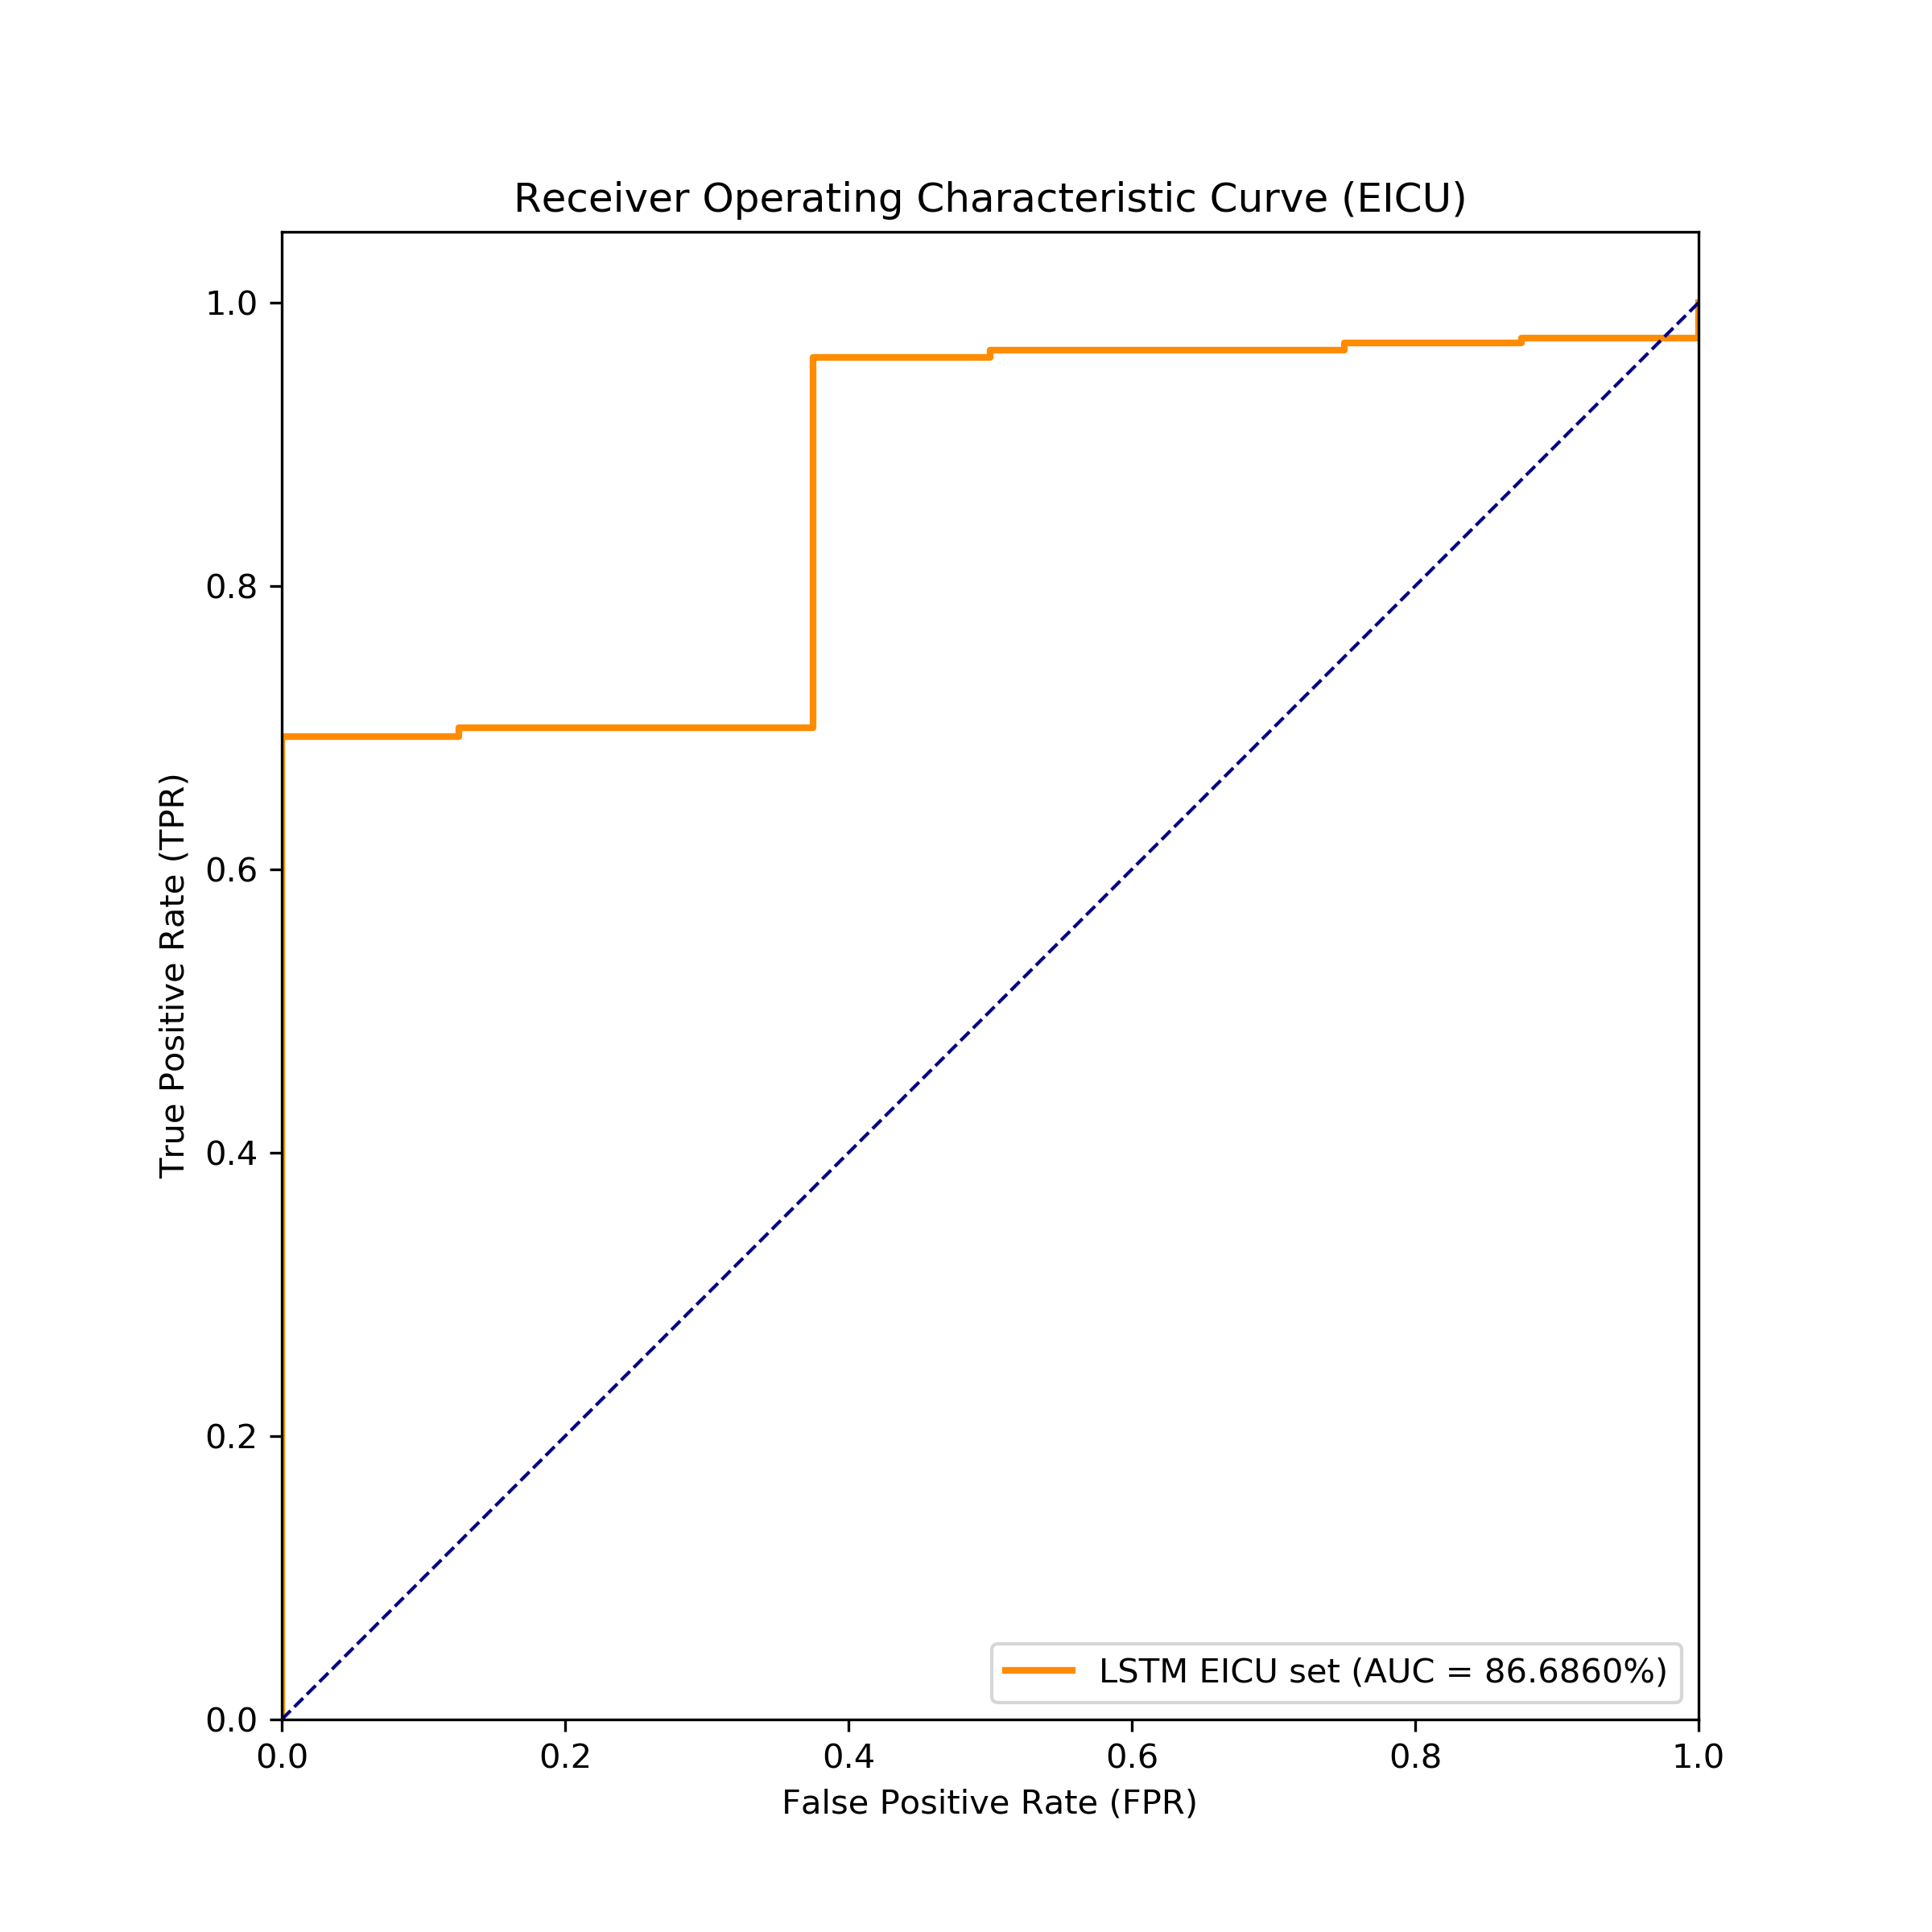 Receiver Operating Characteristic Curve (EICU)
1.0
0.8
0.6
0.4
0.2
0.0
True Positive Rate (TPR)
LSTM EICU set (AUC = 86.6860%)
0.0 0.2 0.4 0.6 0.8 1.0
False Positive Rate (FPR)